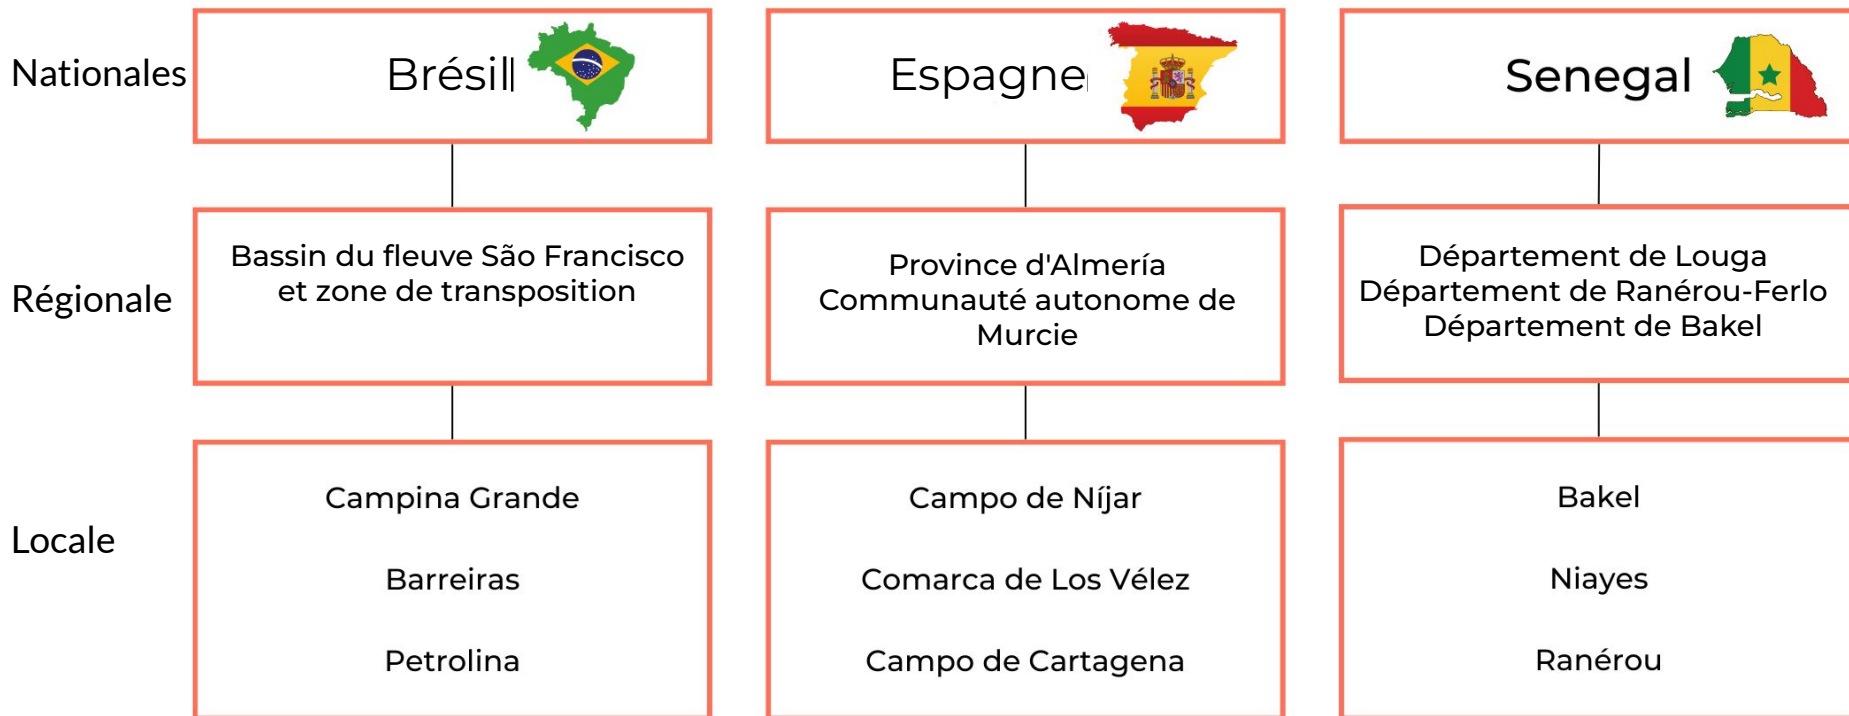 Nationales
Brésil
Espagne
Senegal
Régionale
Bassin du fleuve São Francisco
et zone de transposition
Province d'Almería
Communauté autonome de
Murcie
Département de Louga
Département de Ranérou-Ferlo
Département de Bakel
Locale
Campina Grande
Barreiras
Petrolina
Campo de Níjar
Comarca de Los Vélez
Campo de Cartagena
Bakel
Niayes
Ranérou